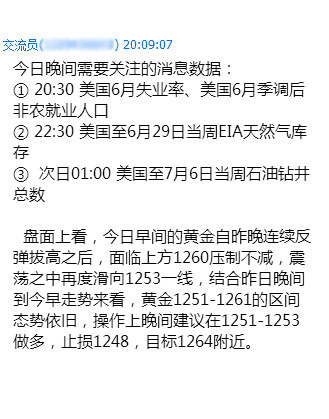 交流员() 20:09:07
今日晚间需要关注的消息数据：
① 20:30 美国6月失业率、美国6月季调后
非农就业人口
② 22:30 美国至6月29日当周EIA天然气库
存
③  次日01:00 美国至7月6日当周石油钻井
总数
盘面上看，今日早间的黄金自昨晚连续反
弹拔高之后，面临上方1260压制不减，震
荡之中再度滑向1253一线，结合昨日晚间
到今早走势来看，黄金1251-1261的区间
态势依旧，操作上晚间建议在1251-1253
做多，止损1248，目标1264附近。